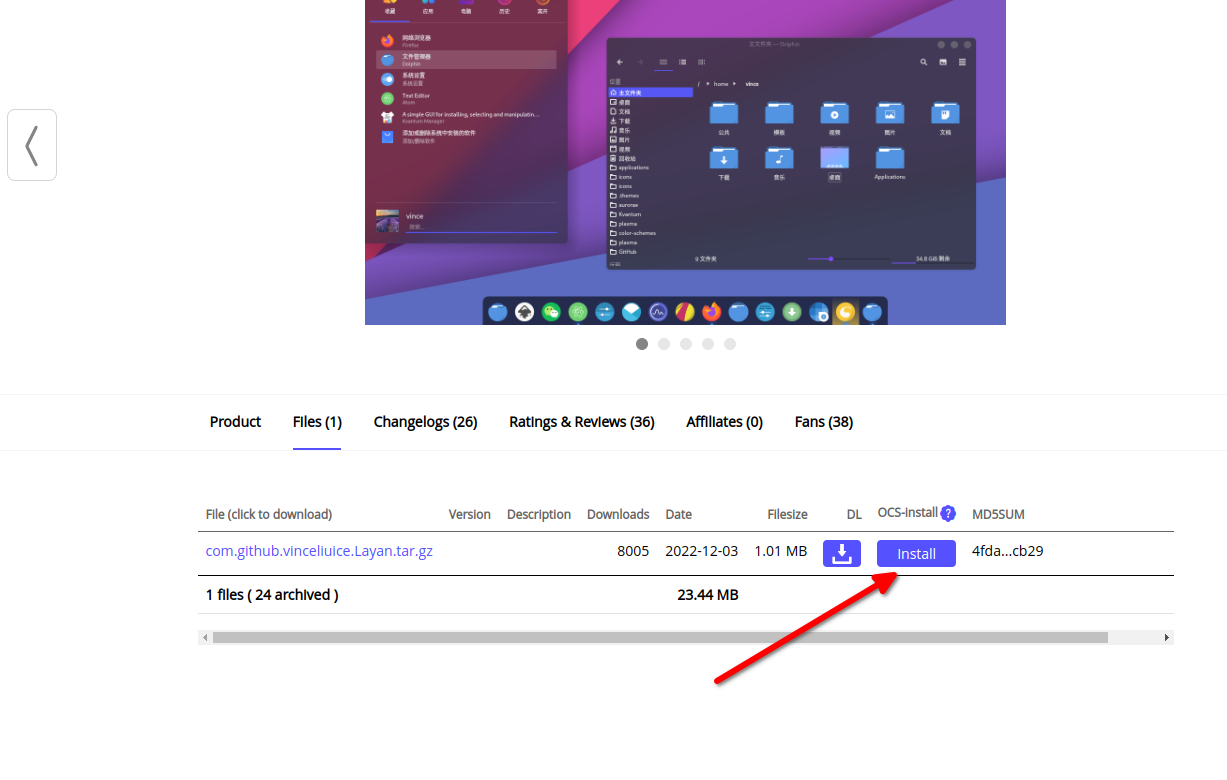 收藏 应用 电脑 历史 离开
网络浏览器
Firefox
文件管理器
Dolphin
系统设置
系统设置
Text Editor
Atom
A simple GUI for installing, selecting and manipulatin...
Kvantum Manager
添加或删除系统中安装的软件
添加/删除软件
vince
搜索...
主文件夹 — Dolphin
/ home vince
位置
主文件夹
桌面
文档
下载
音乐
图片
视频
回收站
applications
icons
icons
.themes
aurorae
Kvantum
plasma
color-schemes
plasma
GitHub
公共 模板 视频 图片 文档
下载 音乐 桌面 Applications
9 文件夹 54.8 GiB 剩余
Product Files (1) Changelogs (26) Ratings & Reviews (36) Affiliates (0) Fans (38)
File (click to download) Version Description Downloads Date Filesize DL OCS-Install ? MD5SUM
com.github.vinceliuice.Layan.tar.gz 8005 2022-12-03 1.01 MB Install 4fda...cb29
1 files ( 24 archived ) 23.44 MB